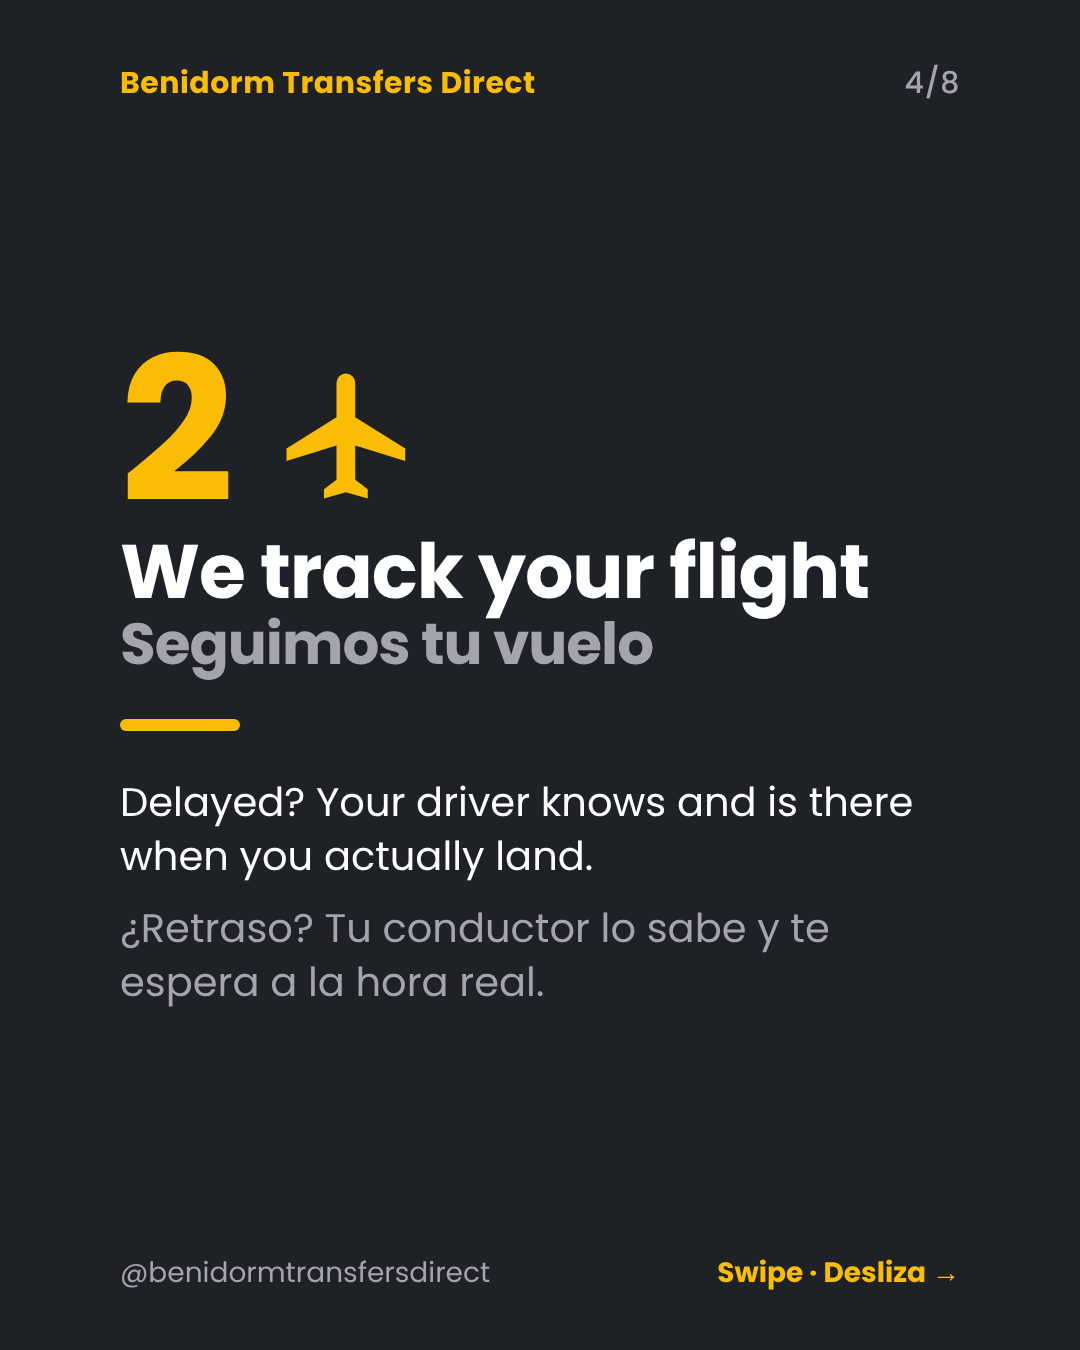 Benidorm Transfers Direct
4/8
2
We track your flight
Seguimos tu vuelo
Delayed? Your driver knows and is there
when you actually land.
¿Retraso? Tu conductor lo sabe y te
espera a la hora real.
@benidormtransfersdirect
Swipe · Desliza →